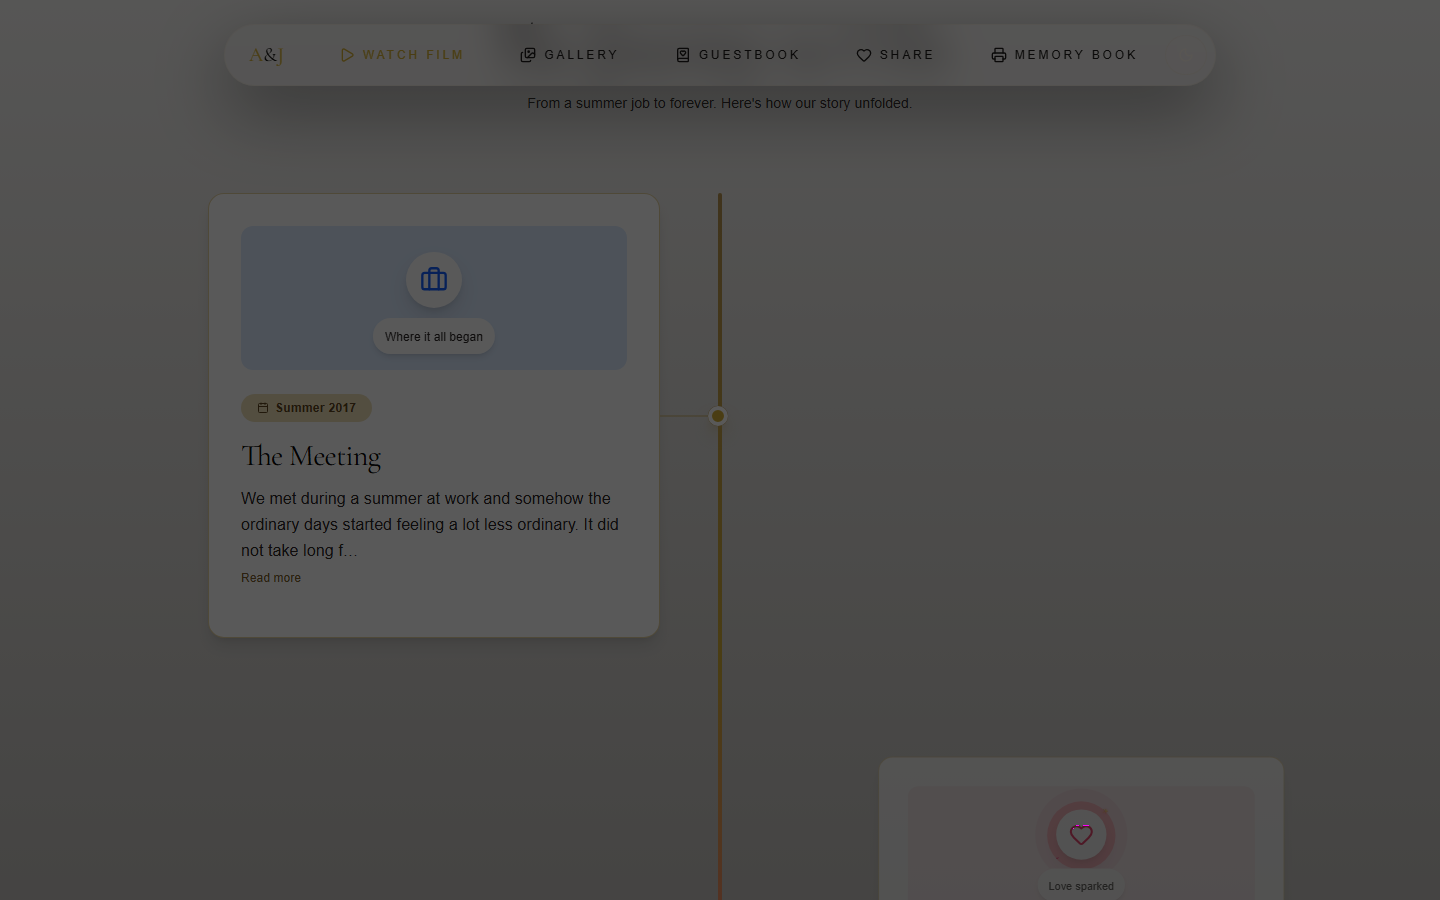 A&J
WATCH FILM
GALLERY
GUESTBOOK
SHARE
MEMORY BOOK
From a summer job to forever. Here's how our story unfolded.
Where it all began
Summer 2017
The Meeting
We met during a summer at work and somehow the
ordinary days started feeling a lot less ordinary. It did
not take long f...
Read more
Love sparked